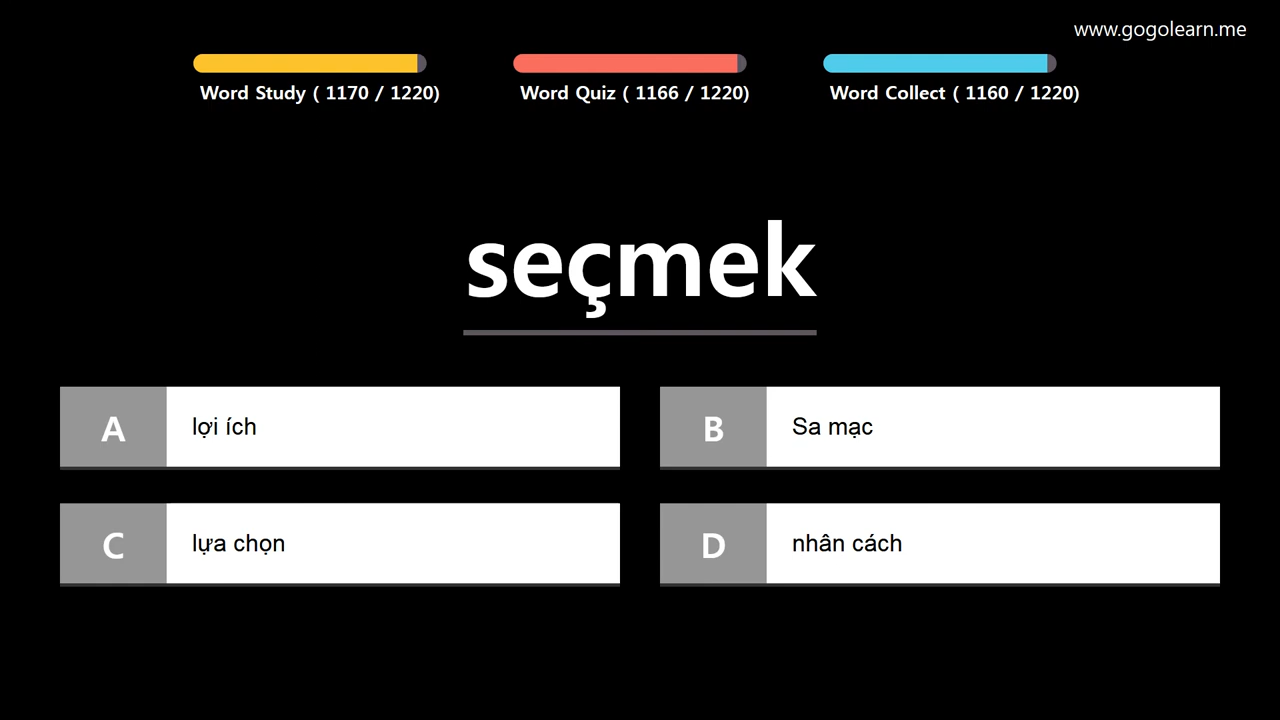 www.gogolearn.me
Word Study ( 1170 / 1220)
Word Quiz ( 1166 / 1220)
Word Collect ( 1160 / 1220)
seçmek
A
lợi ích
B
Sa mạc
C
lựa chọn
D
nhân cách